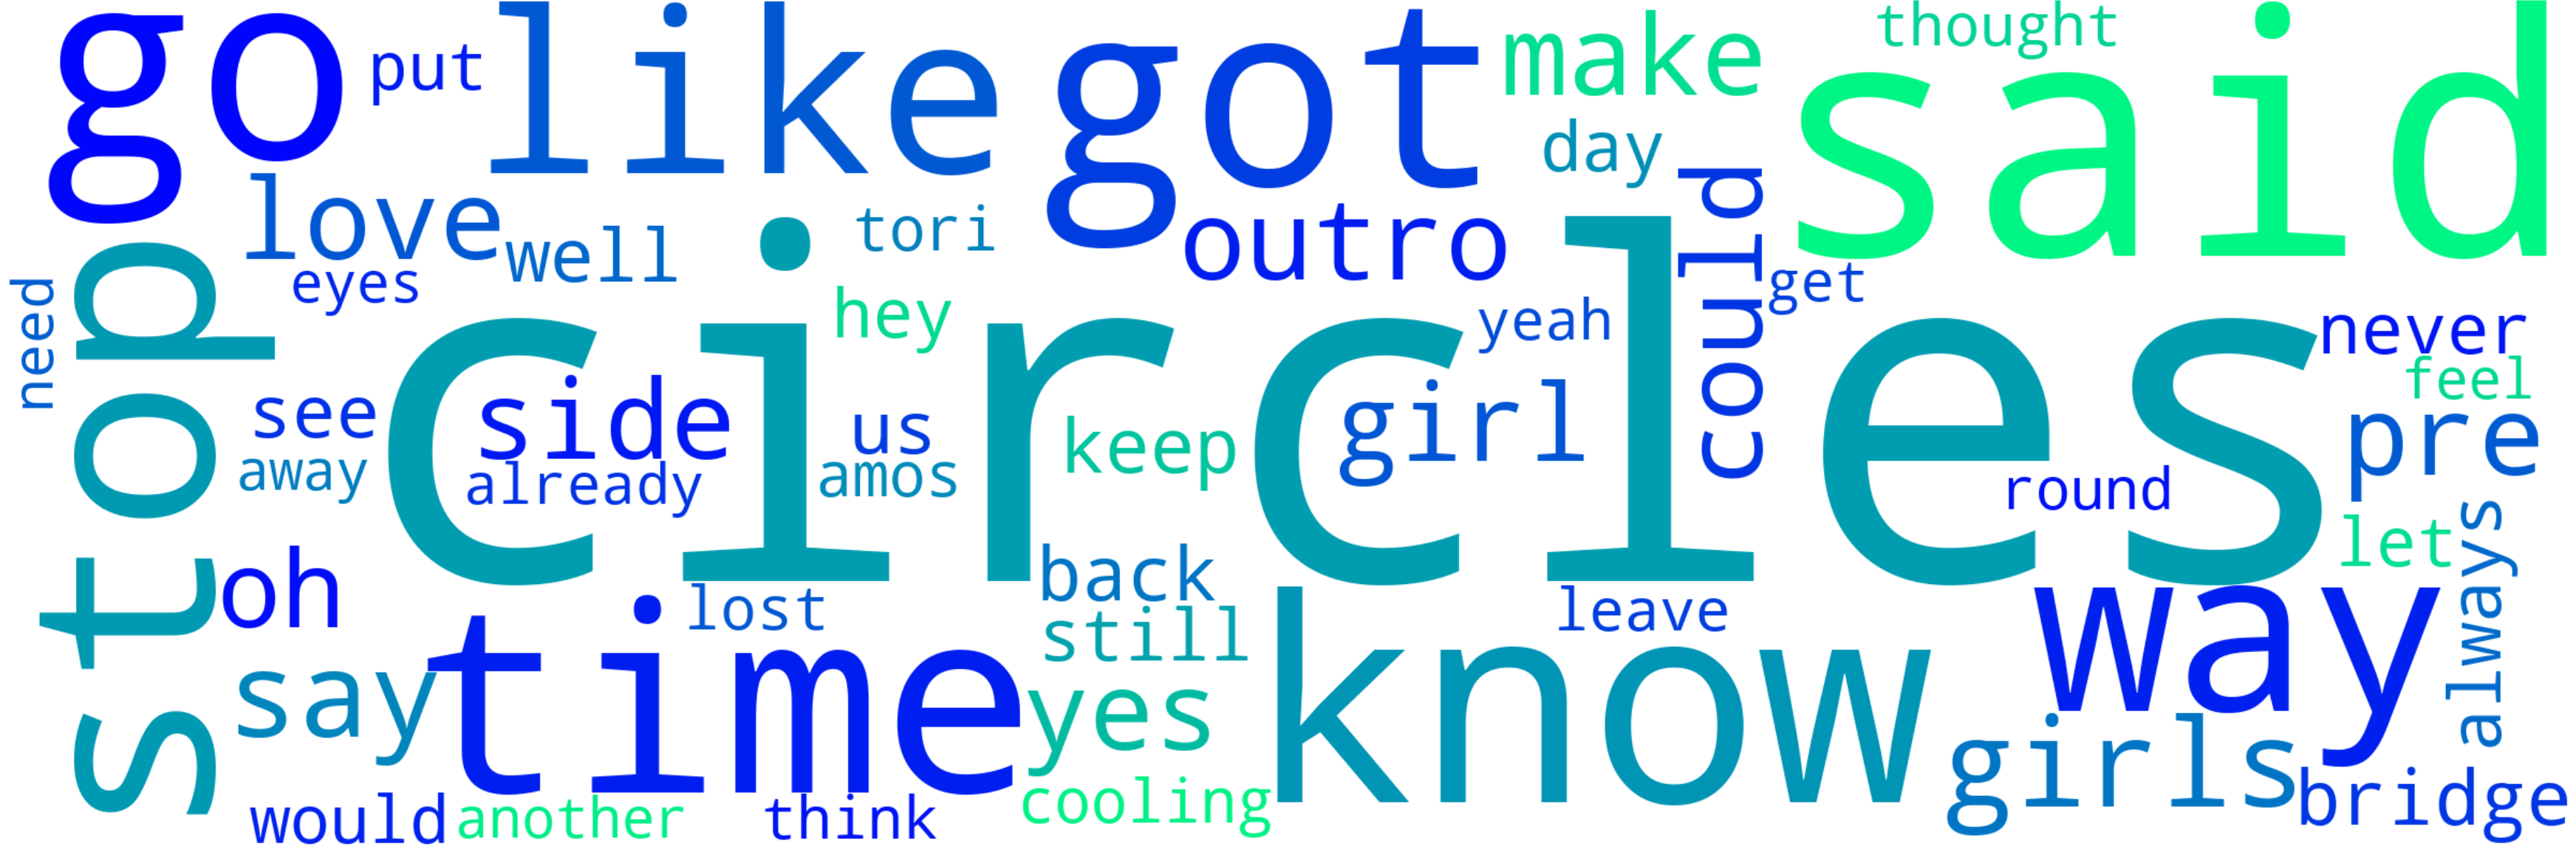 go
put
like
got
make
thought
said
day
love
well
tori
outro
could
eyes
hey
yeah
get
need
stop
circles
never
feel
see
side
us
keep
girl
pre
away
already
amos
round
let
always
oh
lost
back
still
leave
way
say
time
yes
know
girls
would
another
think
cooling
bridge